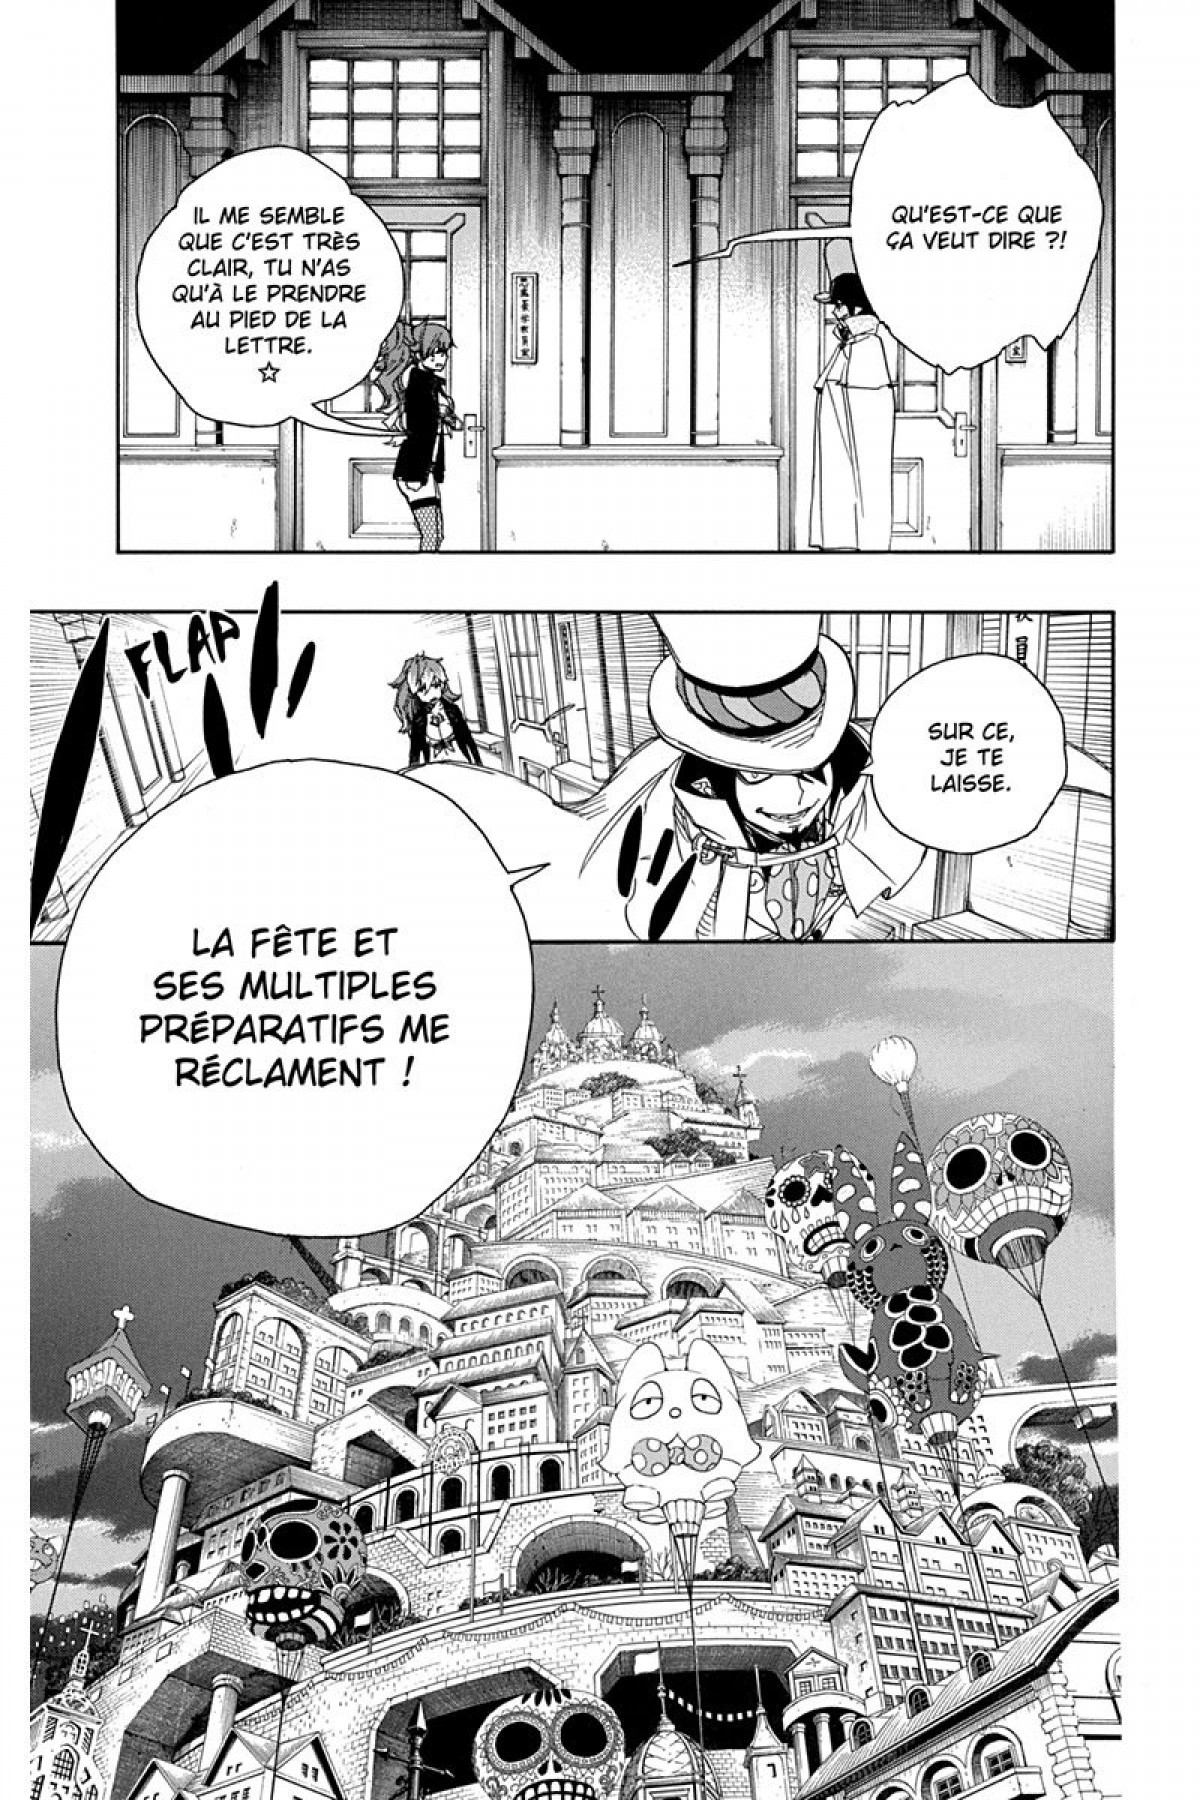 QU'EST-CE QUE
ÇA VEUT DIRE ?!
IL ME SEMBLE
QUE C'EST TRÈS
CLAIR, TU N'AS
QU'À LE PRENDRE
AU PIED DE LA
LETTRE.
☆
FLAP
SUR CE,
JE TE
LAISSE.
LA FÊTE ET
SES MULTIPLES
PRÉPARATIFS ME
RÉCLAMENT !